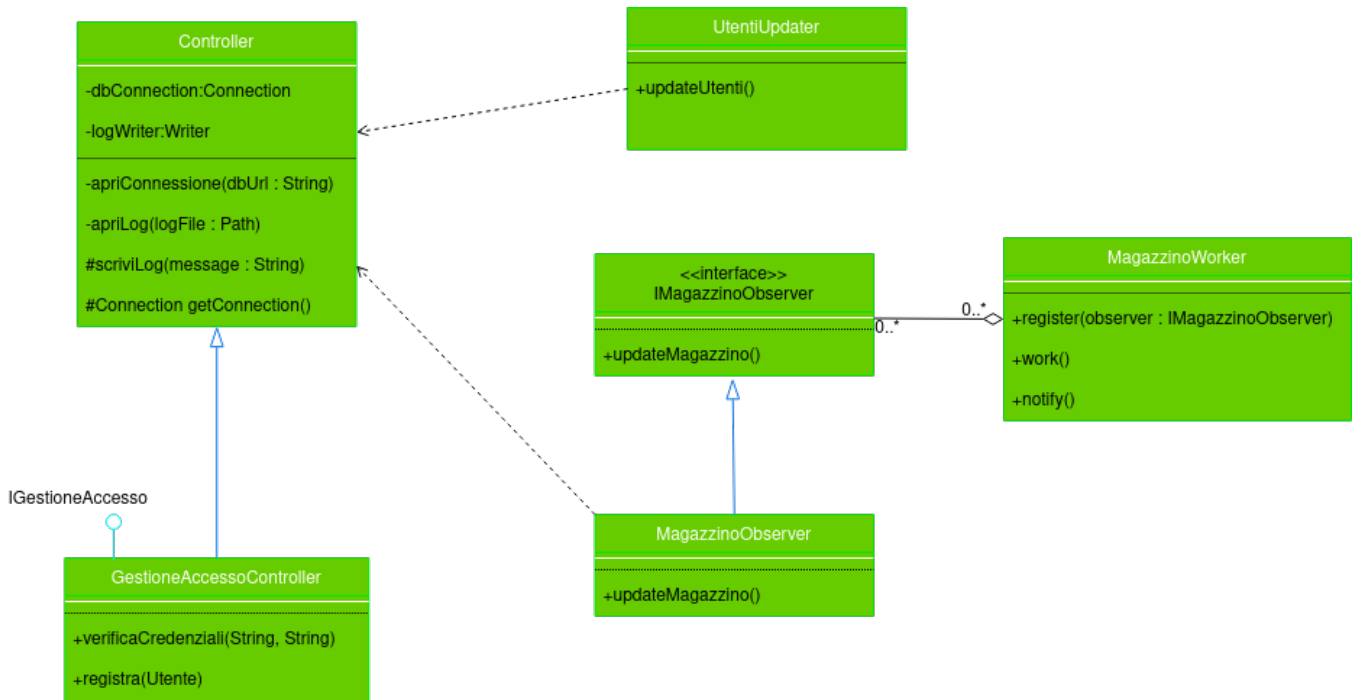 Controller
-dbConnection:Connection
-logWriter:Writer
-apriConnessione(dbUrl : String)
-apriLog(logFile : Path)
#scriviLog(message : String)
#Connection getConnection()
UtentiUpdater
+updateUtenti()
<<interface>>
IMagazzinoObserver
+updateMagazzino()
0..*
0..*
MagazzinoWorker
+register(observer : IMagazzinoObserver)
+work()
+notify()
IGestioneAccesso
GestioneAccessoController
+verificaCredenziali(String, String)
+registra(Utente)
MagazzinoObserver
+updateMagazzino()